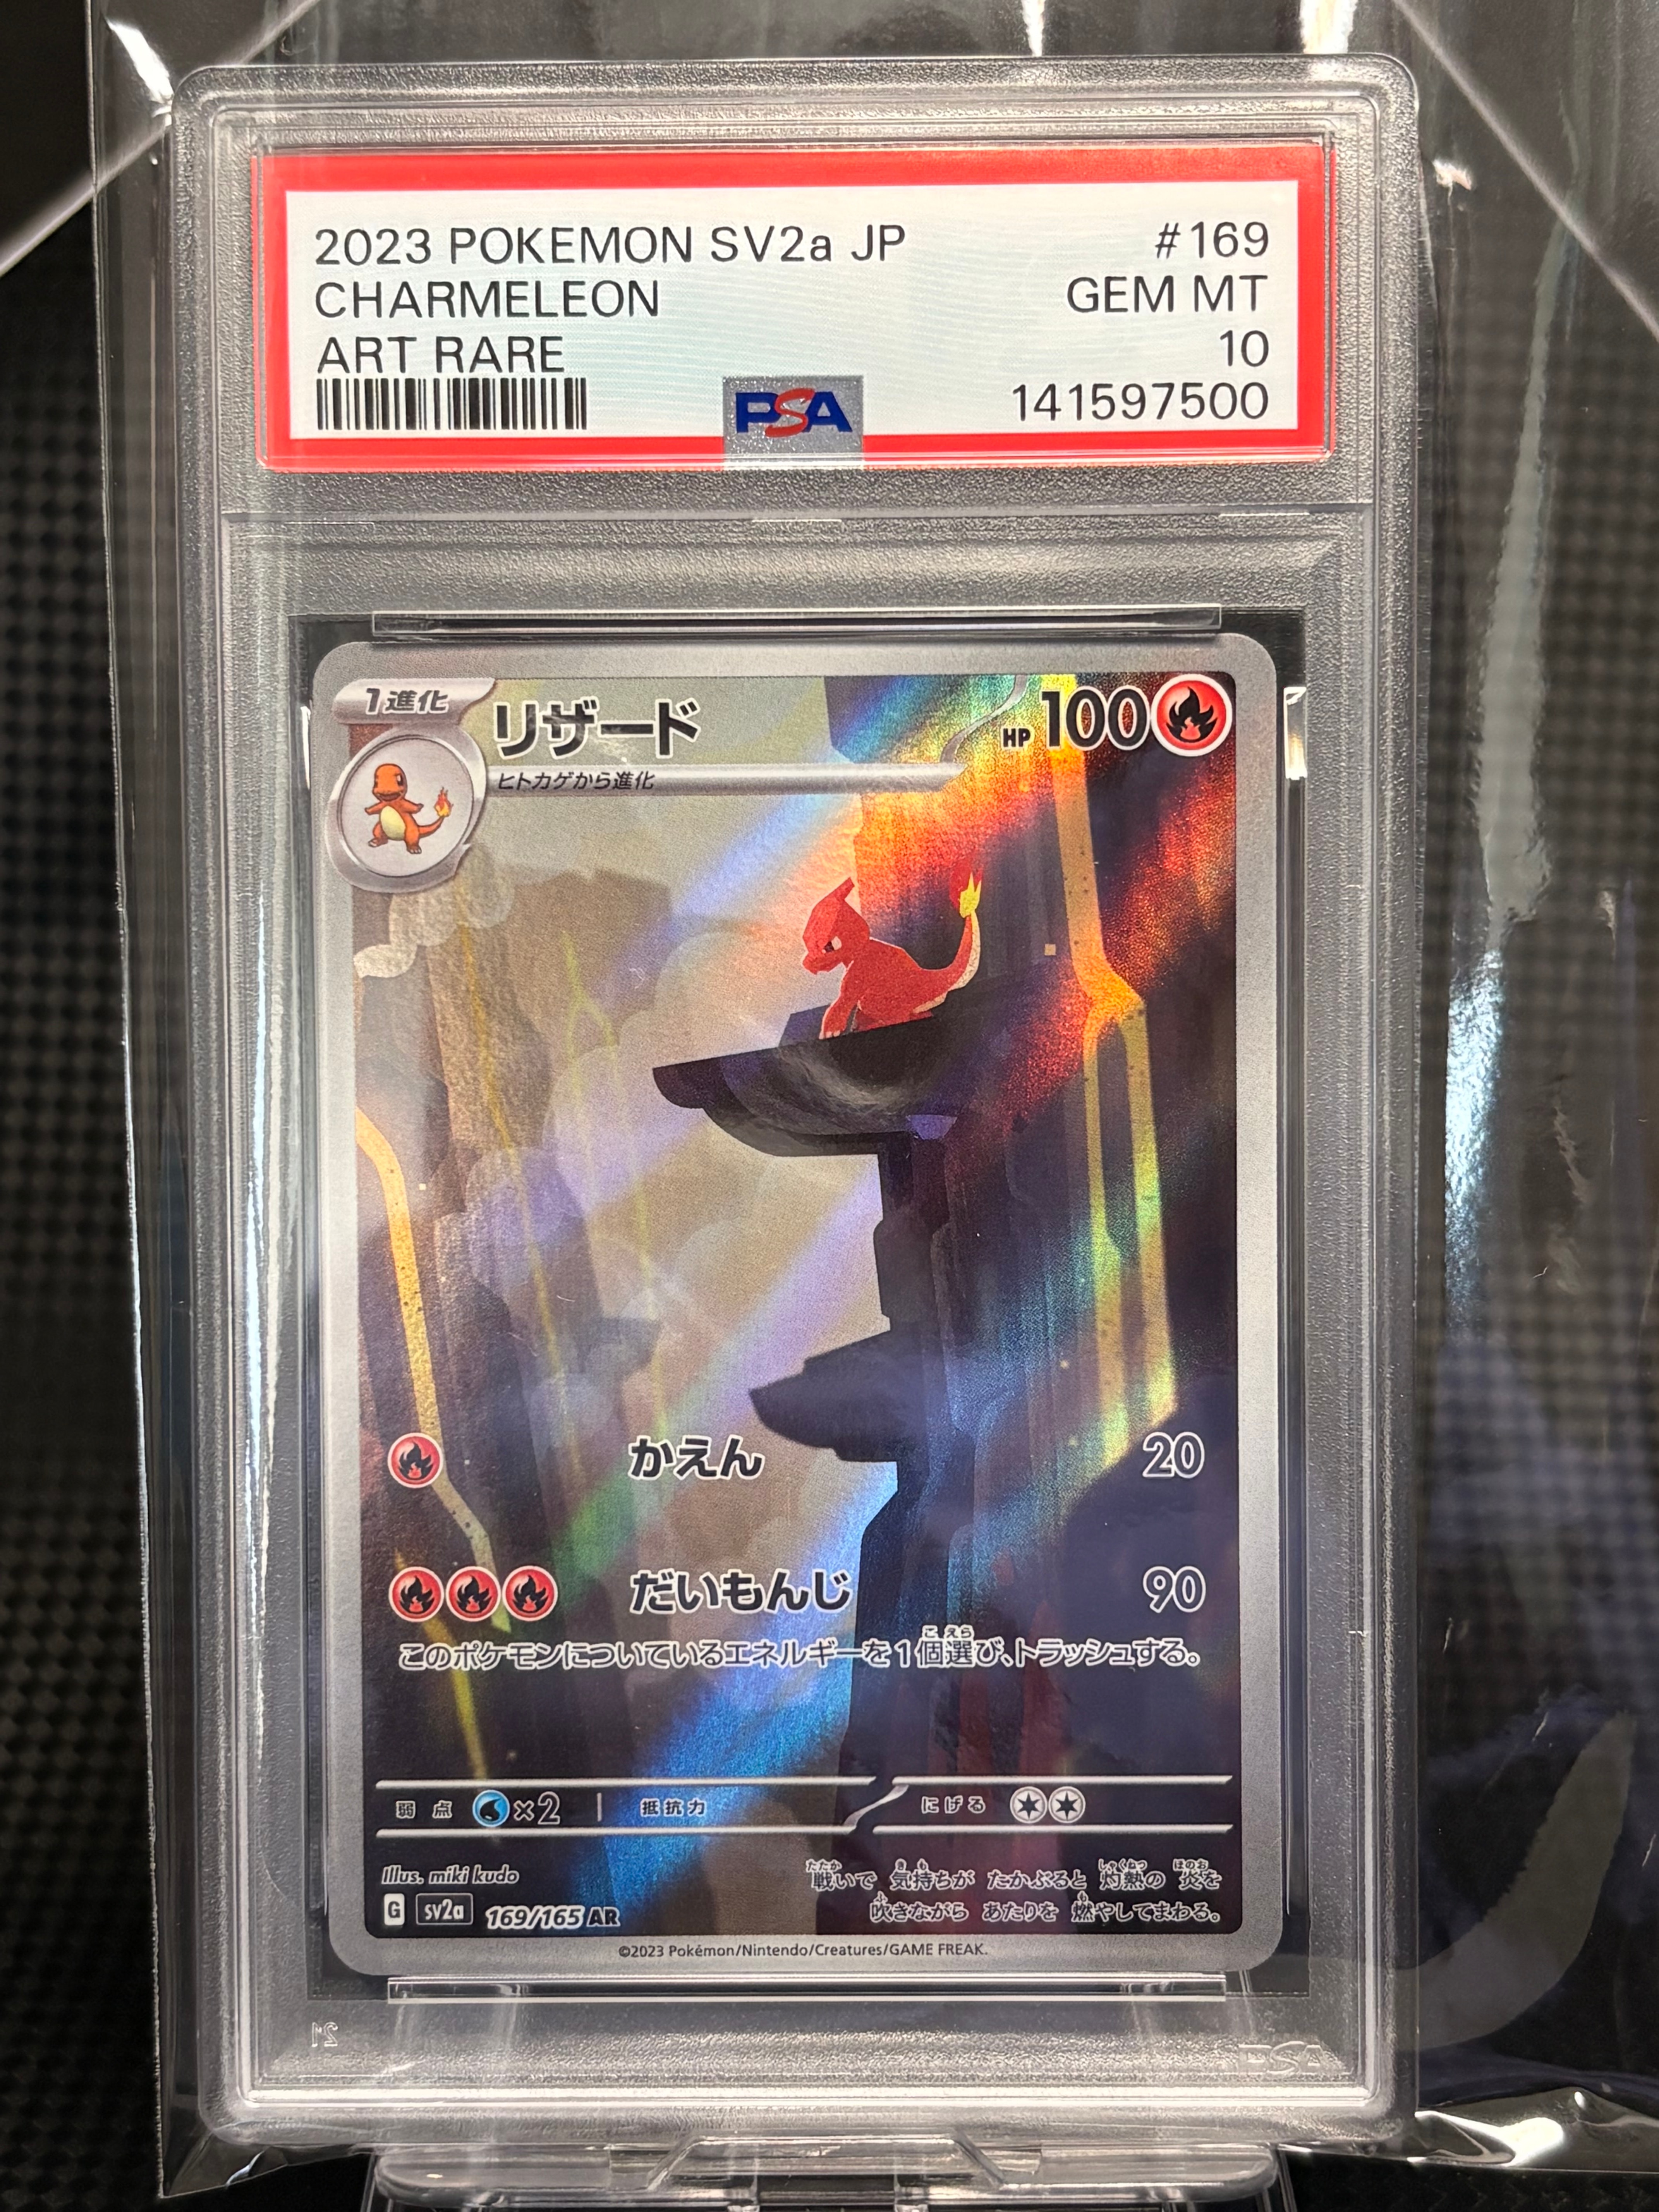 2023 POKEMON SV2a JP #169
CHARMELEON GEM MT
ART RARE 10
PSA 141597500
1進化
リザード HP 100
ヒトカゲから進化
かえん 20
だいもんじ 90
このポケモンについているエネルギーを1個選び、トラッシュする。
弱点 ×2 抵抗力 にげる
Illus. miki kudo
戦いで 気持ちが たかぶると 灼熱の 炎を
吹きながら あたりを 燃やしてまわる。
G sv2a 169/165 AR
©2023 Pokémon/Nintendo/Creatures/GAME FREAK.
PSA